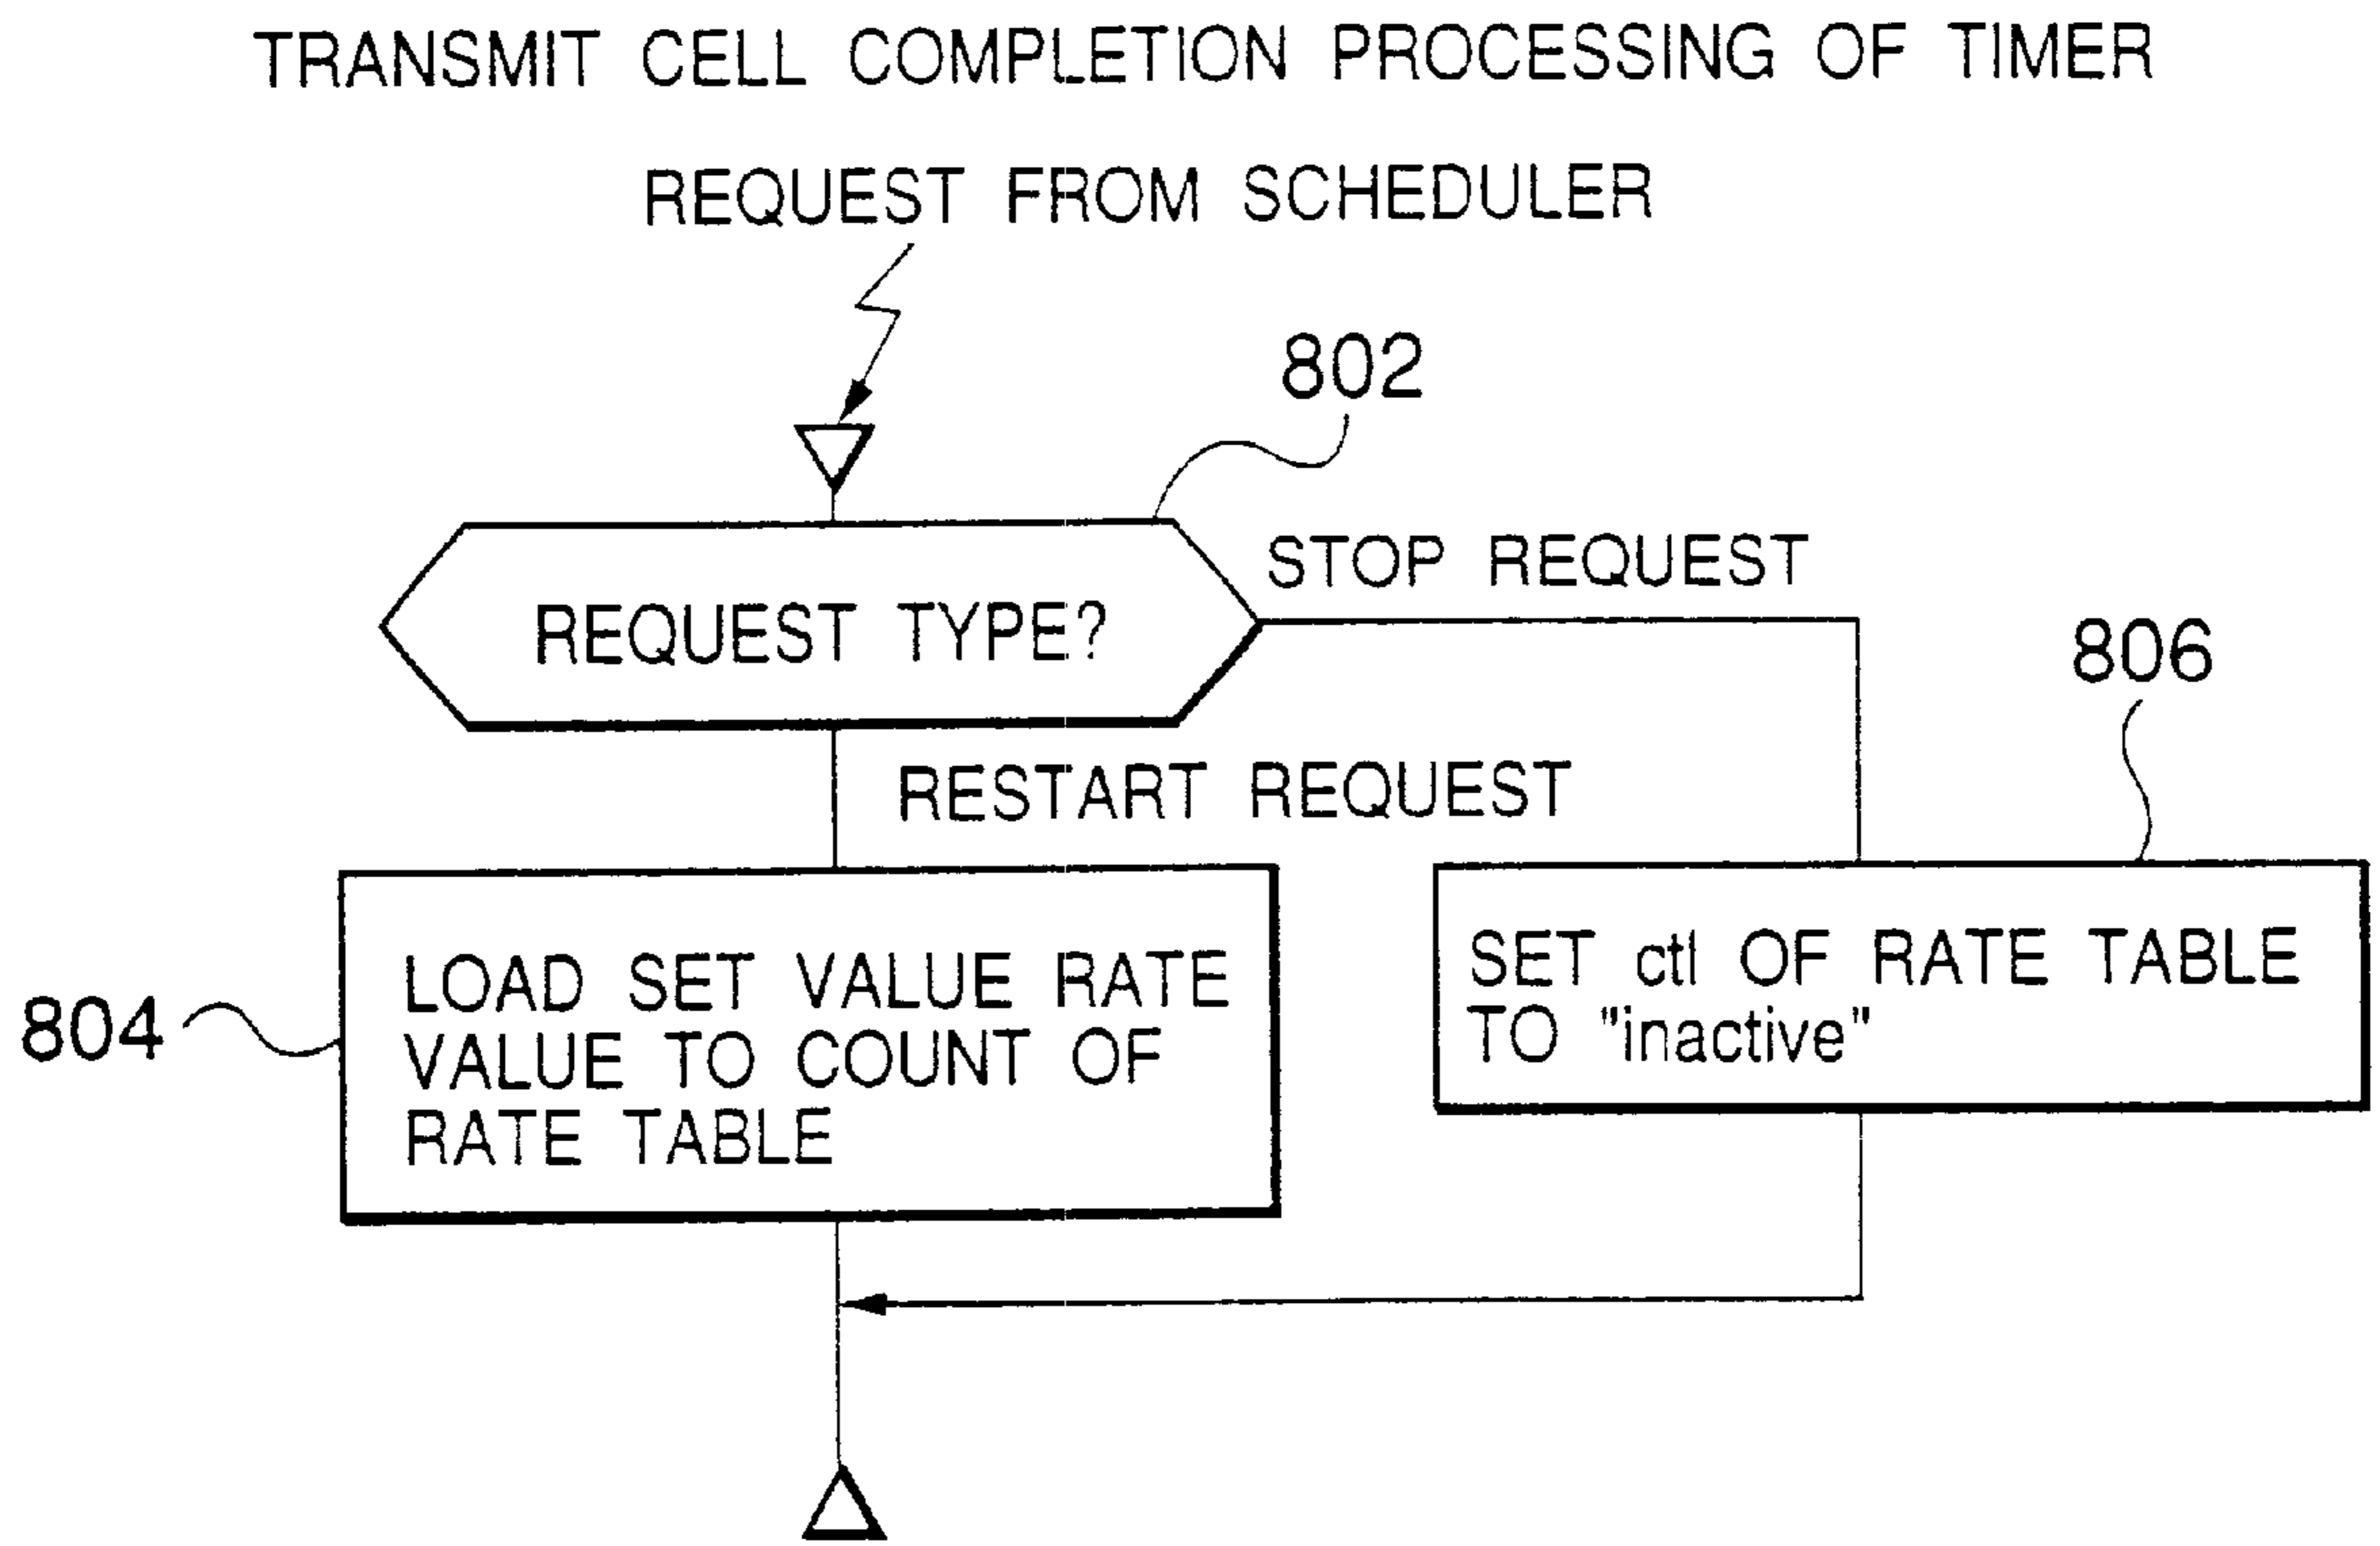 TRANSMIT CELL COMPLETION PROCESSING OF TIMER
REQUEST FROM SCHEDULER
802
STOP REQUEST
REQUEST TYPE?
806
RESTART REQUEST
804
LOAD SET VALUE RATE
VALUE TO COUNT OF
RATE TABLE
SET ctl OF RATE TABLE
TO "inactive"